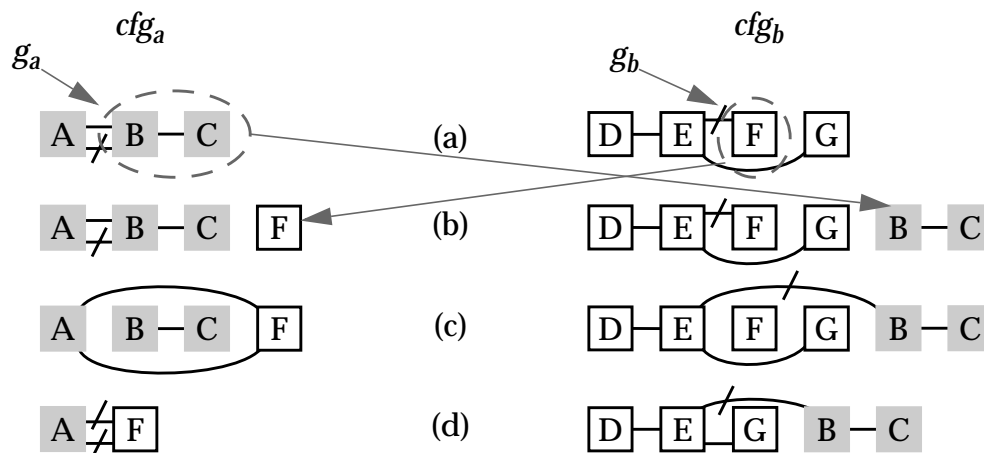 cfga cfgb
ga gb
A B C (a) D E F G
A B C F (b) D E F G B C
A B C F (c) D E F G B C
A F (d) D E G B C